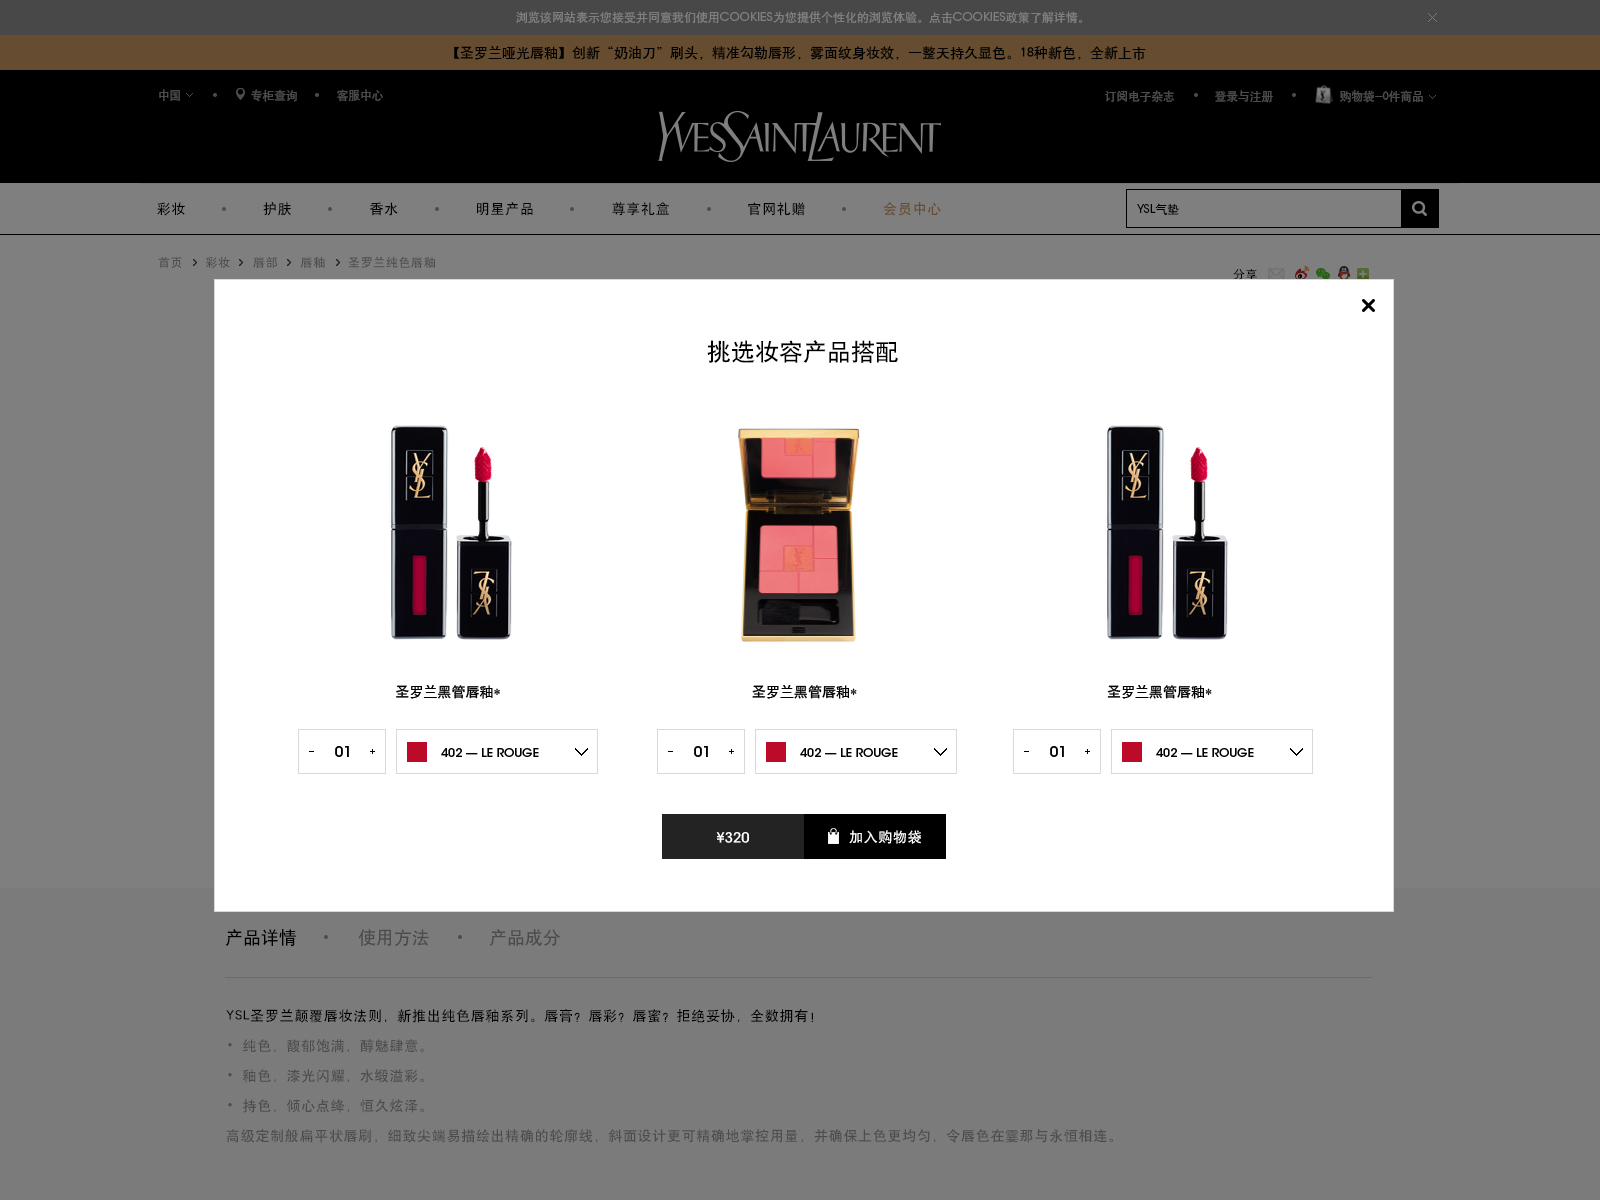 浏览该网站表示您接受并同意我们使用COOKIES为您提供个性化的浏览体验。点击COOKIES政策了解详情。
【圣罗兰哑光唇釉】创新“奶油刀”刷头，精准勾勒唇形，雾面纹身妆效，一整天持久显色。18种新色，全新上市
中国 • 专柜查询 • 客服中心
订阅电子杂志 • 登录与注册 • 购物袋—0件商品
YVESSAINTLAURENT
彩妆 • 护肤 • 香水 • 明星产品 • 尊享礼盒 • 官网礼赠 • 会员中心
YSL气垫
首页 > 彩妆 > 唇部 > 唇釉 > 圣罗兰纯色唇釉
分享
挑选妆容产品搭配
YSL YSL YSL YSL
圣罗兰黑管唇釉* 圣罗兰黑管唇釉* 圣罗兰黑管唇釉*
- 01 + 402 — LE ROUGE - 01 + 402 — LE ROUGE - 01 + 402 — LE ROUGE
¥320 加入购物袋
产品详情 • 使用方法 • 产品成分
YSL圣罗兰颠覆唇妆法则，新推出纯色唇釉系列。唇膏？唇彩？唇蜜？拒绝妥协，全数拥有！
• 纯色，馥郁饱满，醇魅肆意。
• 釉色，漆光闪耀，水缎溢彩。
• 持色，倾心点绛，恒久炫泽。
高级定制般扁平状唇刷，细致尖端易描绘出精确的轮廓线，斜面设计更可精确地掌控用量，并确保上色更均匀，令唇色在霎那与永恒相连。